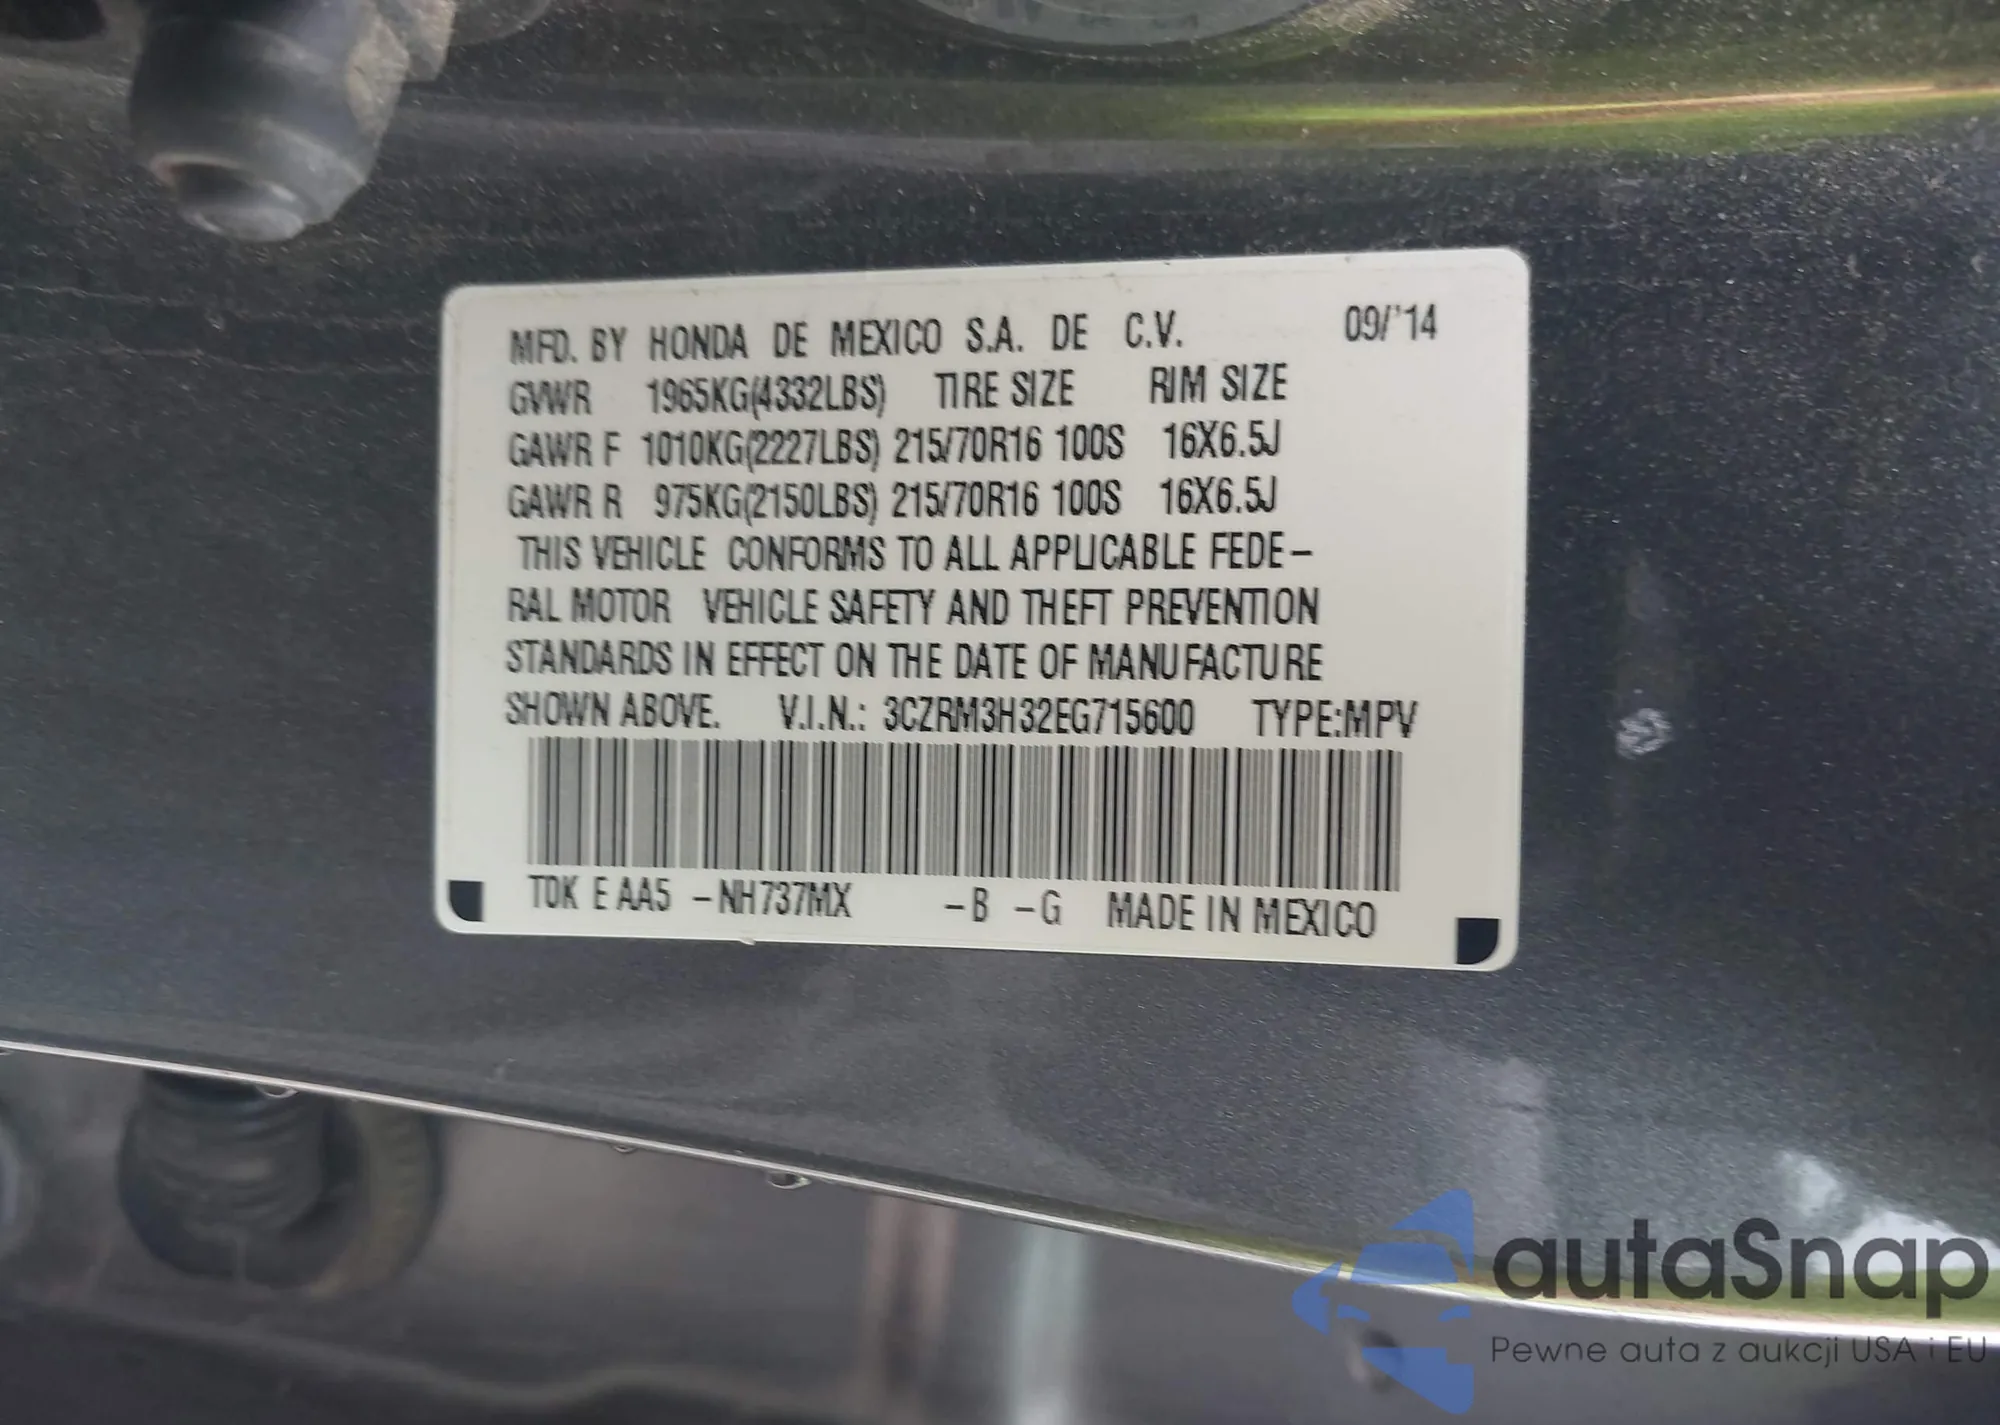 MFD. BY HONDA DE MEXICO S.A. DE C.V. 09/'14
GVWR 1965KG(4332LBS) TIRE SIZE RIM SIZE
GAWR F 1010KG(2227LBS) 215/70R16 100S 16X6.5J
GAWR R 975KG(2150LBS) 215/70R16 100S 16X6.5J
THIS VEHICLE CONFORMS TO ALL APPLICABLE FEDE-
RAL MOTOR VEHICLE SAFETY AND THEFT PREVENTION
STANDARDS IN EFFECT ON THE DATE OF MANUFACTURE
SHOWN ABOVE. V.I.N.: 3CZRM3H32EG715600 TYPE:MPV
T0K E AA5 -NH737MX -B -G MADE IN MEXICO
autaSnap
Pewne auta z aukcji USA i EU